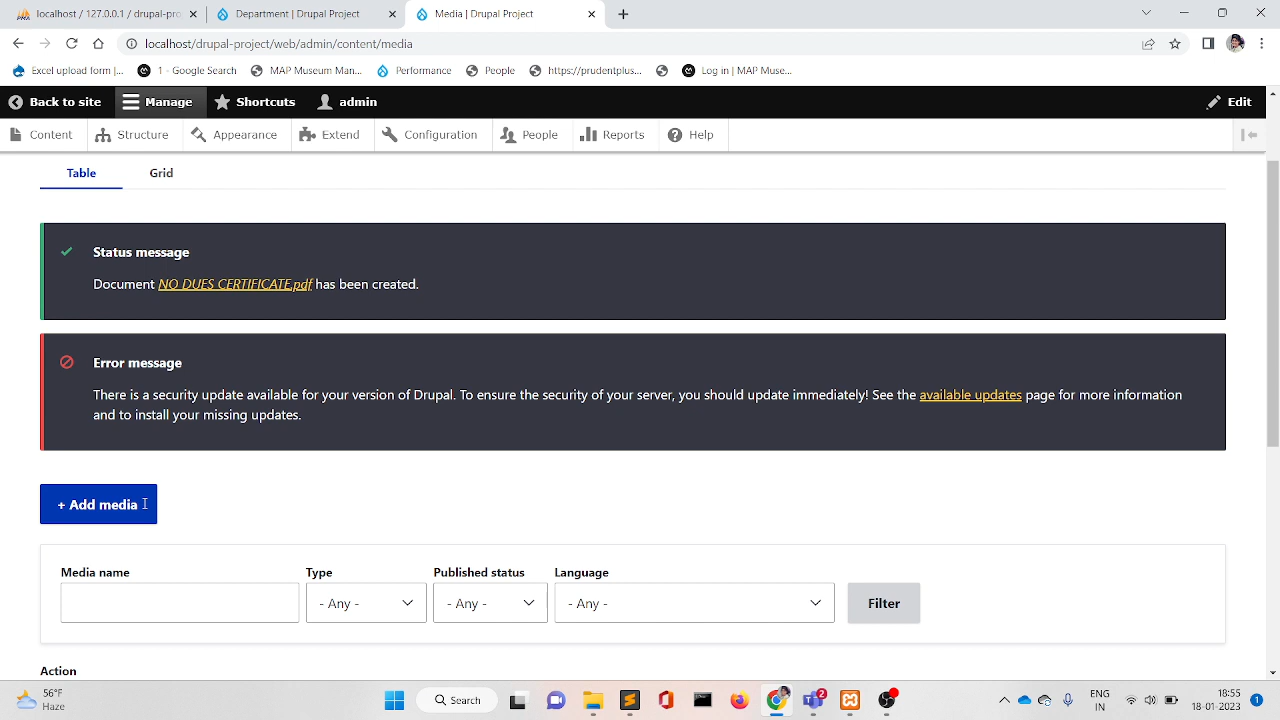 localhost / 127.0.0.1 / drupal-pro
Department | Drupal Project
Media | Drupal Project
localhost/drupal-project/web/admin/content/media
Excel upload form |...
1 - Google Search
MAP Museum Man...
Performance
People
https://prudentplus...
Log in | MAP Muse...
Back to site
Manage
Shortcuts
admin
Edit
Content
Structure
Appearance
Extend
Configuration
People
Reports
Help
Table
Grid
Status message
Document NO DUES CERTIFICATE.pdf has been created.
Error message
There is a security update available for your version of Drupal. To ensure the security of your server, you should update immediately! See the available updates page for more information
and to install your missing updates.
+ Add media
Media name
Type
Published status
Language
- Any -
- Any -
- Any -
Filter
Action
56°F
Haze
Search
2
ENG
IN
18:55
18-01-2023
1